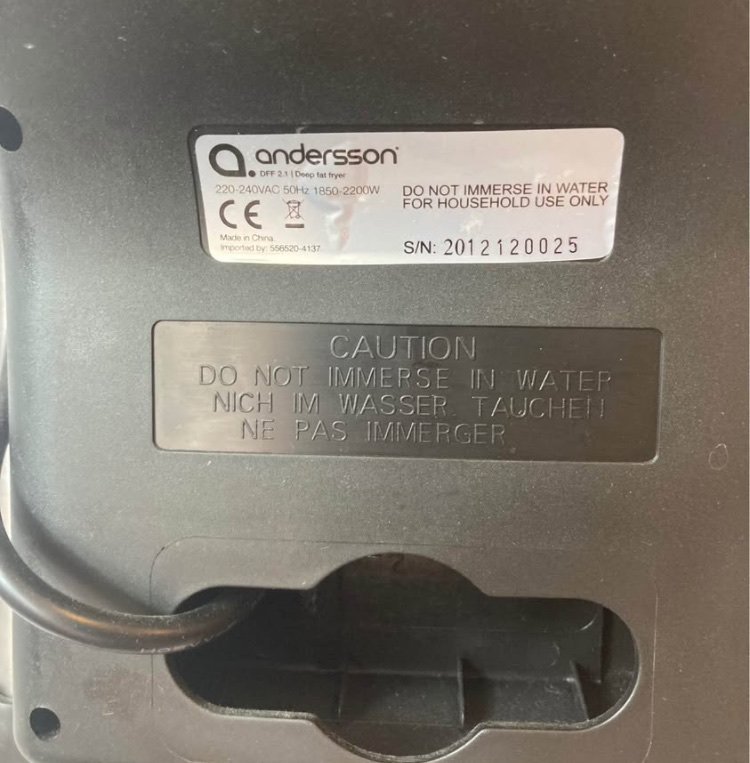 andersson
DFF 2.1 | Deep fat fryer
220-240VAC 50Hz 1850-2200W
CE
Made in China
Imported by: 556520-4137
DO NOT IMMERSE IN WATER
FOR HOUSEHOLD USE ONLY
S/N: 2012120025
CAUTION
DO NOT IMMERSE IN WATER
NICH IM WASSER TAUCHEN
NE PAS IMMERGER